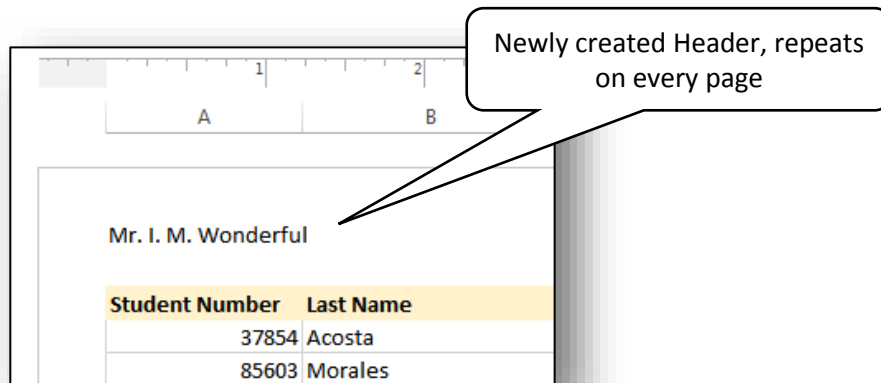 Newly created Header, repeats
on every page
1 2
A B
Mr. I. M. Wonderful
Student Number Last Name
37854 Acosta
85603 Morales